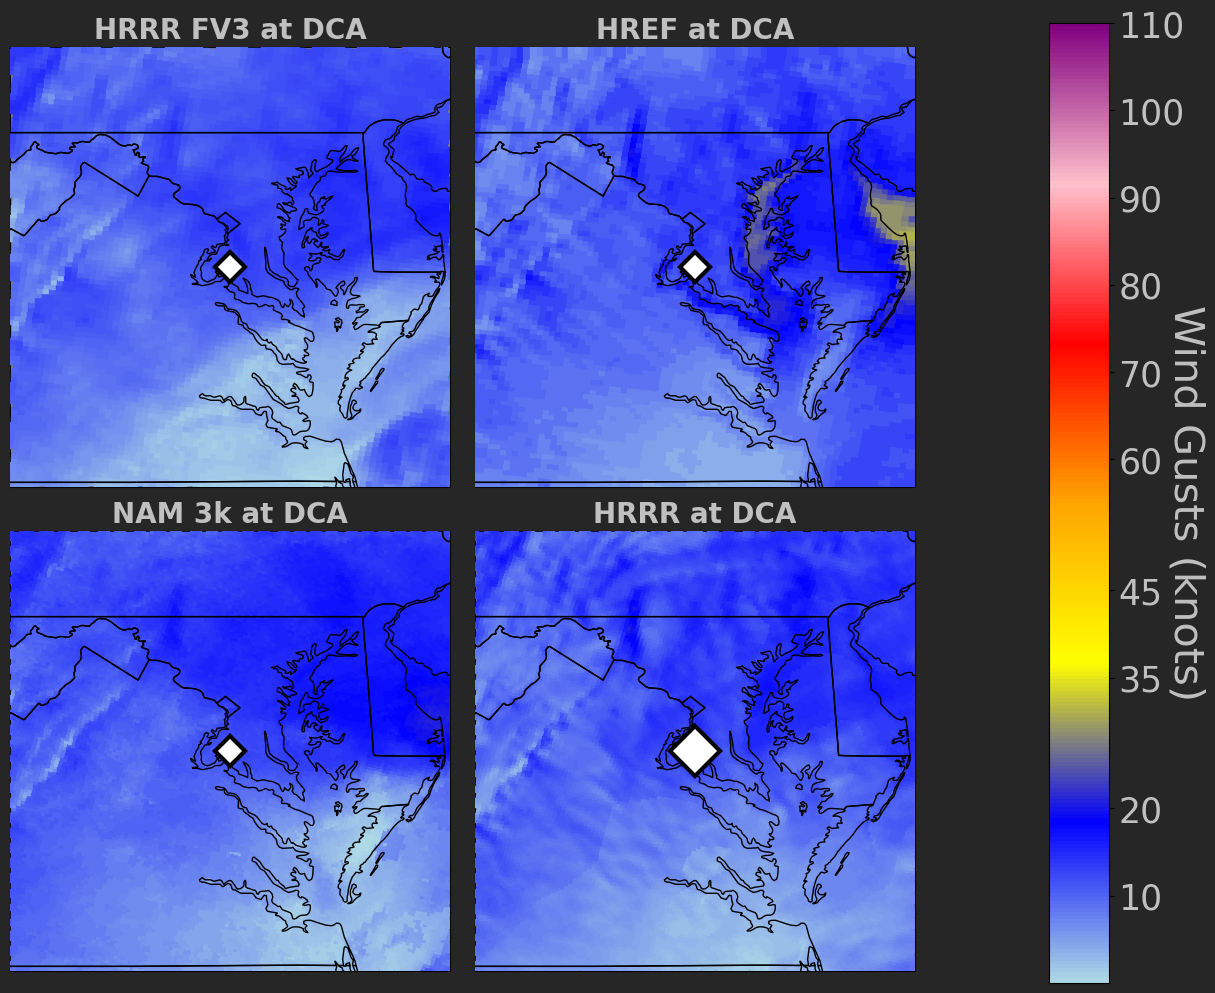 HRRR FV3 at DCA
HREF at DCA
NAM 3k at DCA
HRRR at DCA
110
100
90
80
70
60
45
35
20
10
Wind Gusts (knots)